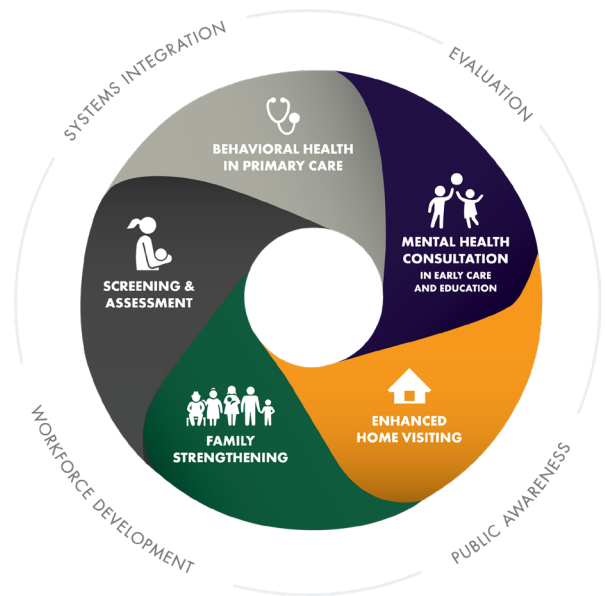 SYSTEMS INTEGRATION
EVALUATION
BEHAVIORAL HEALTH
IN PRIMARY CARE
MENTAL HEALTH
CONSULTATION
IN EARLY CARE
AND EDUCATION
SCREENING &
ASSESSMENT
ENHANCED
HOME VISITING
FAMILY
STRENGTHENING
WORKFORCE DEVELOPMENT
PUBLIC AWARENESS